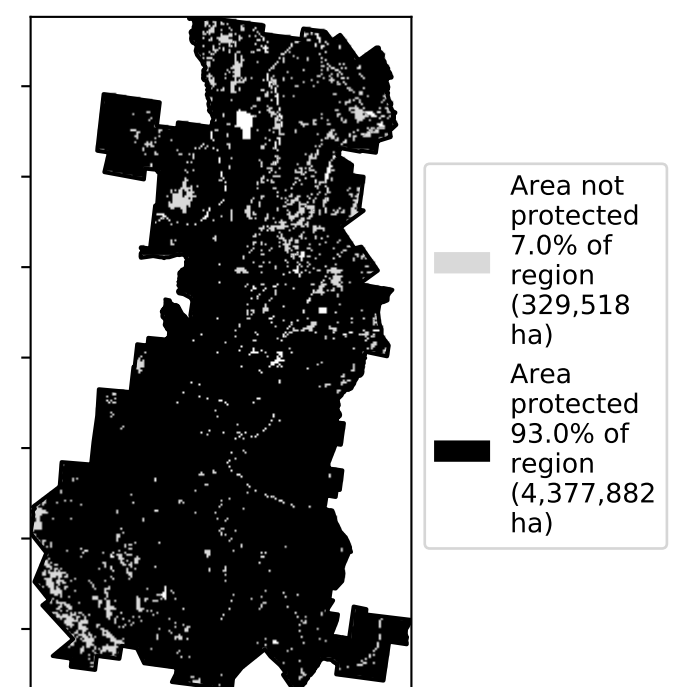 Area not
protected
7.0% of
region
(329,518
ha)
Area
protected
93.0% of
region
(4,377,882
ha)